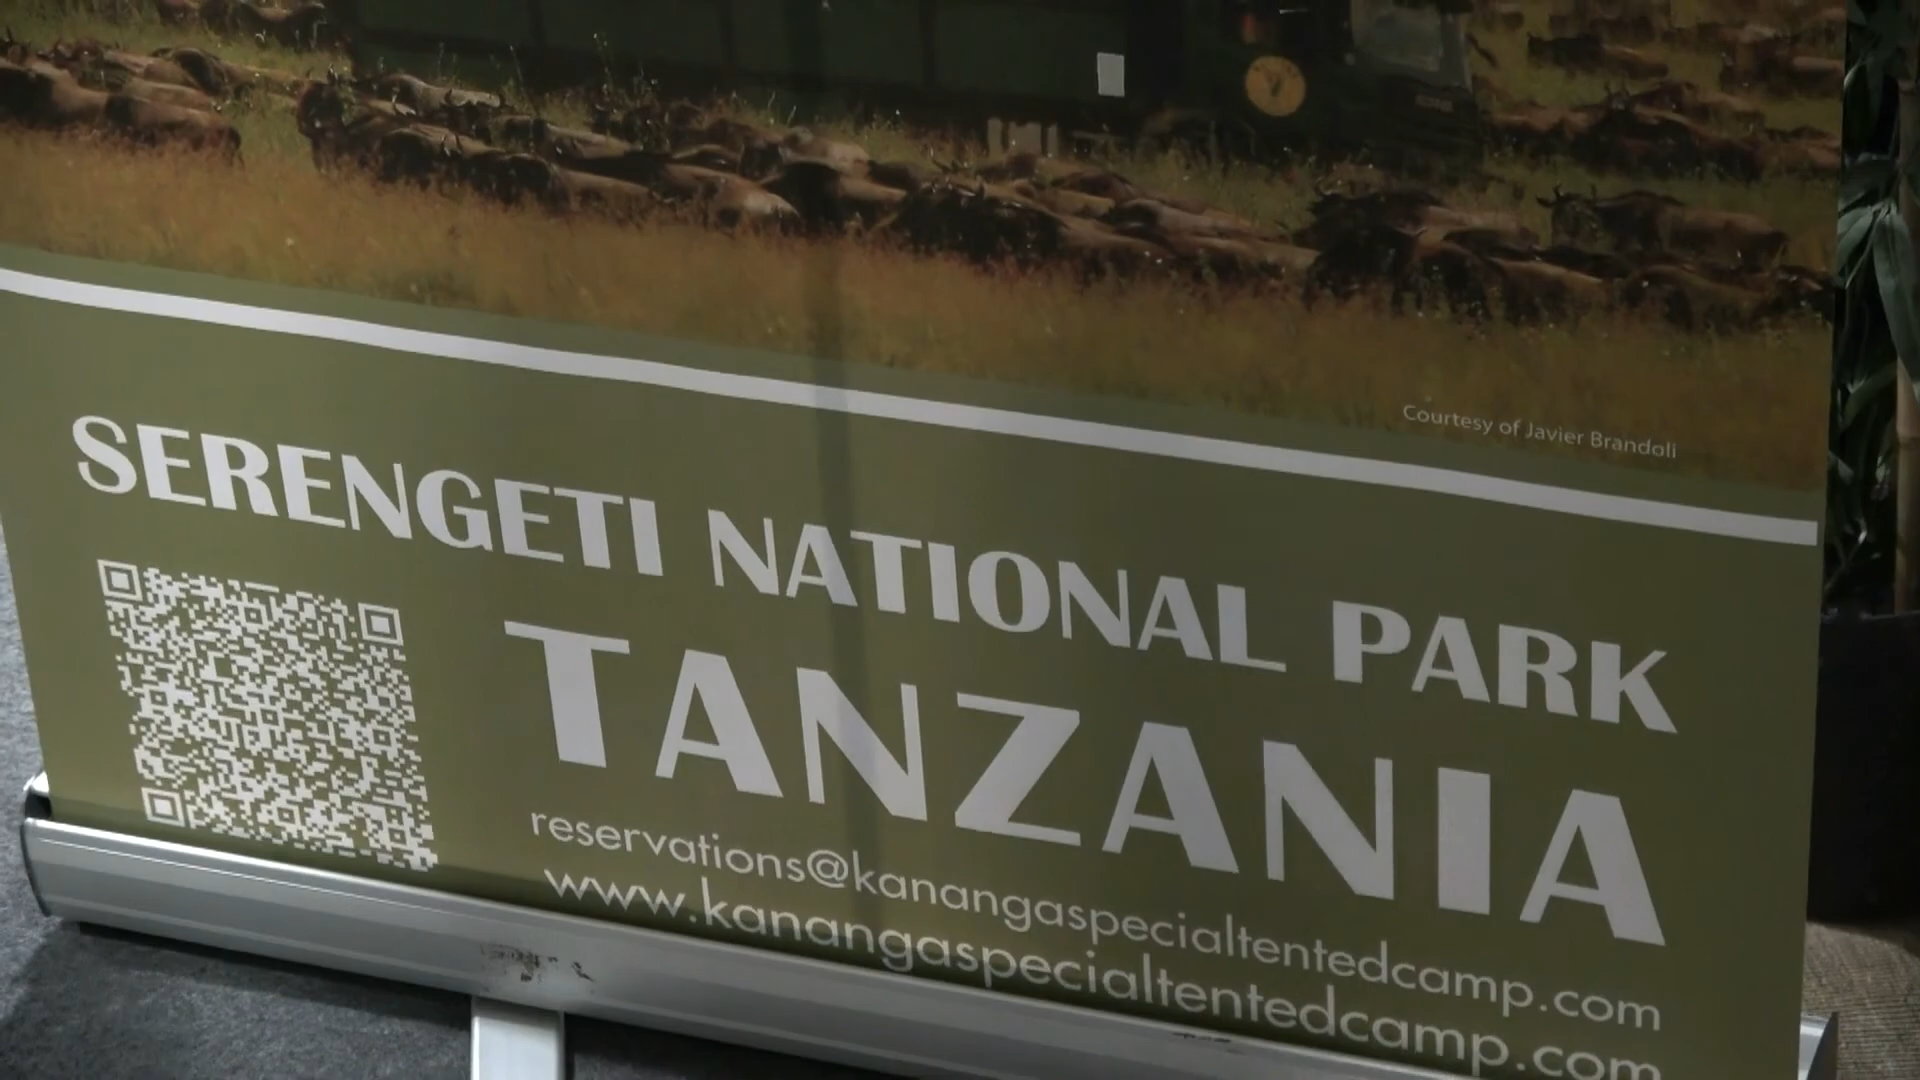 Courtesy of Javier Brandoli
SERENGETI NATIONAL PARK
TANZANIA
reservations@kanangaspecialtentedcamp.com
www.kanangaspecialtentedcamp.com